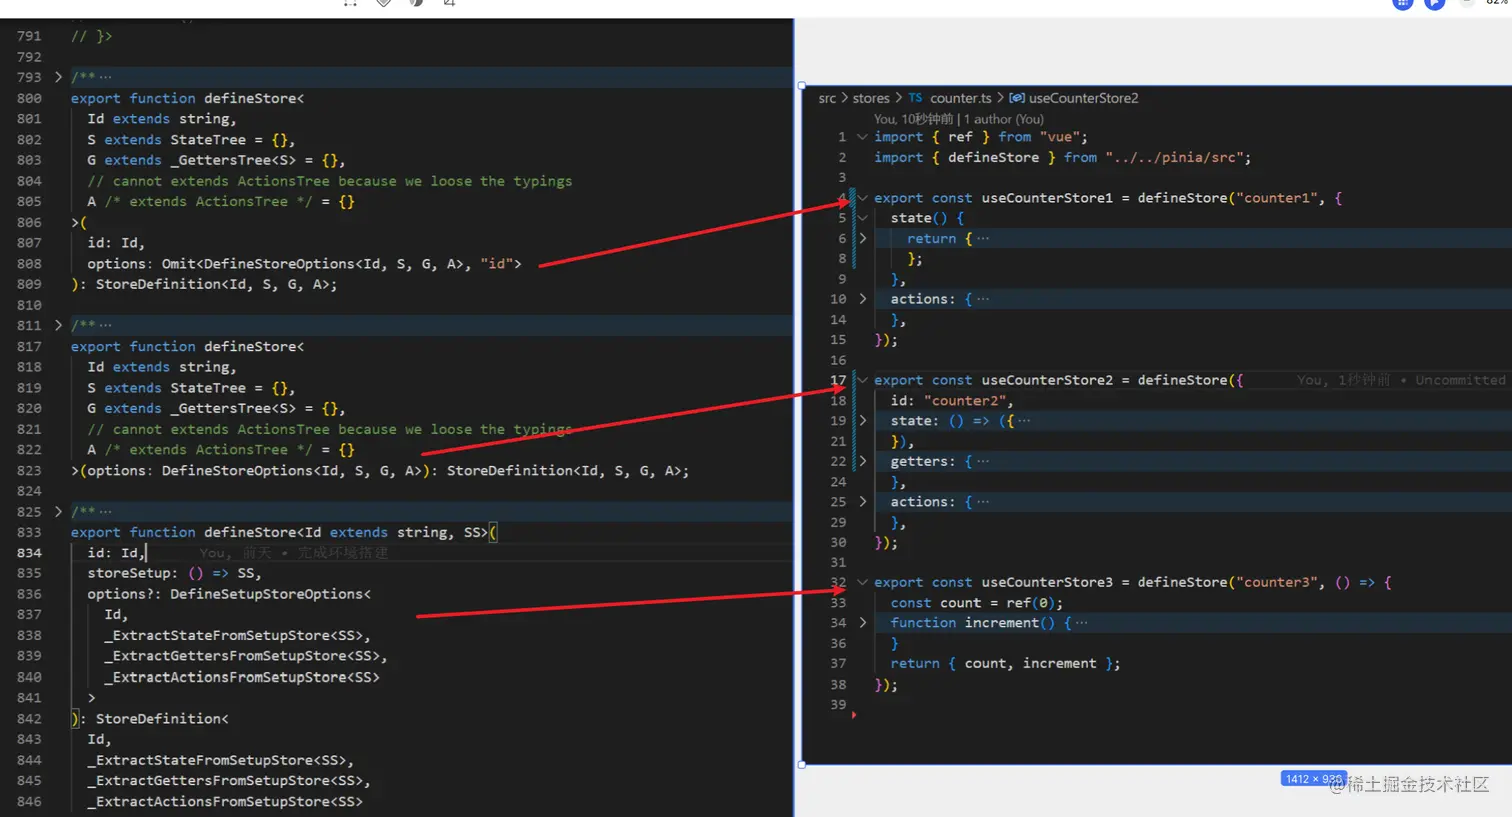 82%
791 // }>
792
793 /** ···
800 export function defineStore<
801 Id extends string,
802 S extends StateTree = {},
803 G extends _GettersTree<S> = {},
804 // cannot extends ActionsTree because we loose the typings
805 A /* extends ActionsTree */ = {}
806 >(
807 id: Id,
808 options: Omit<DefineStoreOptions<Id, S, G, A>, "id">
809 ): StoreDefinition<Id, S, G, A>;
810
811 /** ···
817 export function defineStore<
818 Id extends string,
819 S extends StateTree = {},
820 G extends _GettersTree<S> = {},
821 // cannot extends ActionsTree because we loose the typings
822 A /* extends ActionsTree */ = {}
823 >(options: DefineStoreOptions<Id, S, G, A>): StoreDefinition<Id, S, G, A>;
824
825 /** ···
833 export function defineStore<Id extends string, SS>(
834 id: Id, You, 前天 • 完成环境搭建
835 storeSetup: () => SS,
836 options?: DefineSetupStoreOptions<
837 Id,
838 _ExtractStateFromSetupStore<SS>,
839 _ExtractGettersFromSetupStore<SS>,
840 _ExtractActionsFromSetupStore<SS>
841 >
842 ): StoreDefinition<
843 Id,
844 _ExtractStateFromSetupStore<SS>,
845 _ExtractGettersFromSetupStore<SS>,
846 _ExtractActionsFromSetupStore<SS>
src > stores > TS counter.ts > useCounterStore2
You, 10秒钟前 | 1 author (You)
1 import { ref } from "vue";
2 import { defineStore } from "../../pinia/src";
3
4 export const useCounterStore1 = defineStore("counter1", {
5 state() {
6 return { ···
8 };
9 },
10 actions: { ···
14 },
15 });
16
17 export const useCounterStore2 = defineStore({ You, 1秒钟前 • Uncommitted
18 id: "counter2",
19 state: () => ({ ···
21 }),
22 getters: { ···
24 },
25 actions: { ···
29 },
30 });
31
32 export const useCounterStore3 = defineStore("counter3", () => {
33 const count = ref(0);
34 function increment() { ···
36 }
37 return { count, increment };
38 });
39
@稀土掘金技术社区